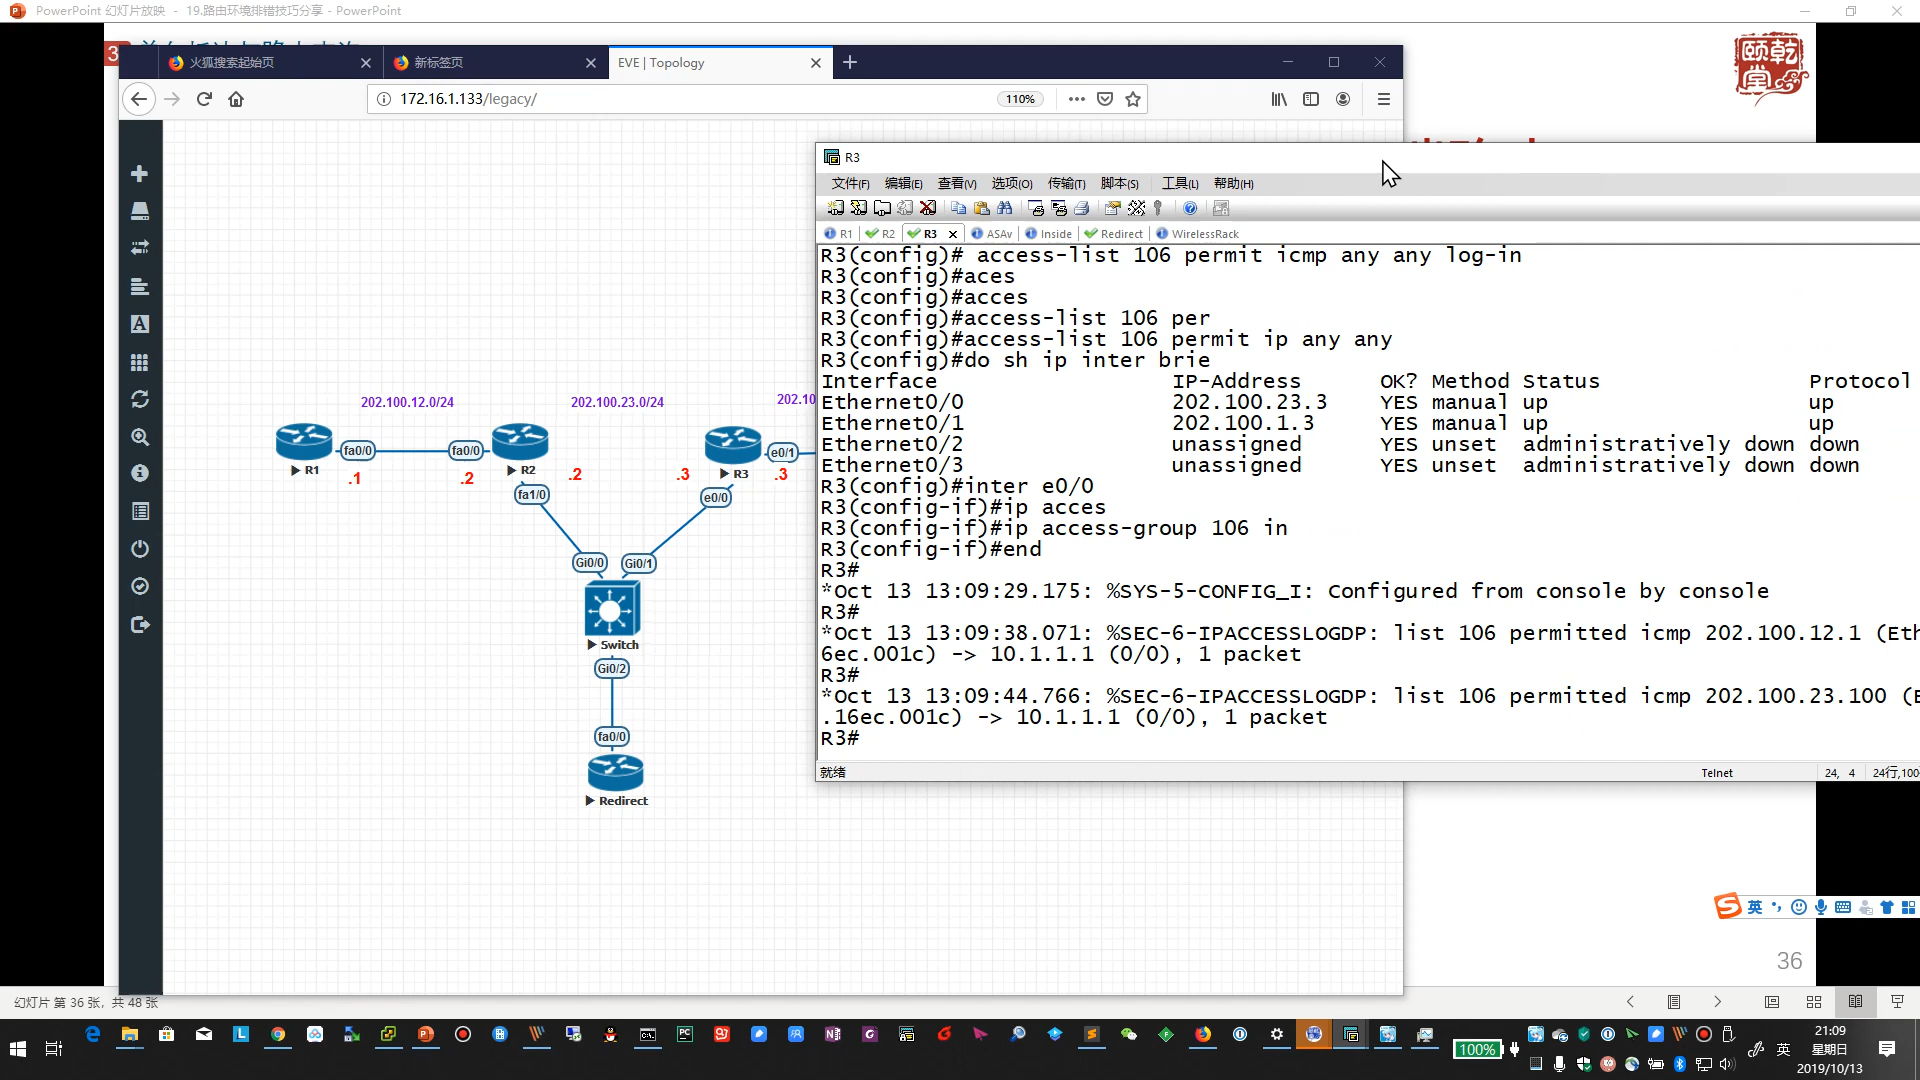 PowerPoint 幻灯片放映 - 19.路由环境排错技巧分享 - PowerPoint
3
火狐搜索起始页
新标签页
EVE | Topology
172.16.1.133/legacy/
110%
颐乾堂
R3
文件(F) 编辑(E) 查看(V) 选项(O) 传输(T) 脚本(S) 工具(L) 帮助(H)
R1 R2 R3 ASAv Inside Redirect WirelessRack
R3(config)# access-list 106 permit icmp any any log-in
R3(config)#aces
R3(config)#acces
R3(config)#access-list 106 per
R3(config)#access-list 106 permit ip any any
R3(config)#do sh ip inter brie
Interface IP-Address OK? Method Status Protocol
Ethernet0/0 202.100.23.3 YES manual up up
Ethernet0/1 202.100.1.3 YES manual up up
Ethernet0/2 unassigned YES unset administratively down down
Ethernet0/3 unassigned YES unset administratively down down
R3(config)#inter e0/0
R3(config-if)#ip acces
R3(config-if)#ip access-group 106 in
R3(config-if)#end
R3#
*Oct 13 13:09:29.175: %SYS-5-CONFIG_I: Configured from console by console
R3#
*Oct 13 13:09:38.071: %SEC-6-IPACCESSLOGDP: list 106 permitted icmp 202.100.12.1 (Eth
6ec.001c) -> 10.1.1.1 (0/0), 1 packet
R3#
*Oct 13 13:09:44.766: %SEC-6-IPACCESSLOGDP: list 106 permitted icmp 202.100.23.100 (E
.16ec.001c) -> 10.1.1.1 (0/0), 1 packet
R3#
就绪 Telnet 24, 4 24行,100
202.100.12.0/24 202.100.23.0/24 202.10
fa0/0 fa0/0 e0/1
R1 R2 R3
.1 .2 .2 .3 .3
fa1/0 e0/0
Gi0/0 Gi0/1
Switch
Gi0/2
fa0/0
Redirect
英
36
幻灯片 第 36 张，共 48 张
100%
英
21:09
星期日
2019/10/13